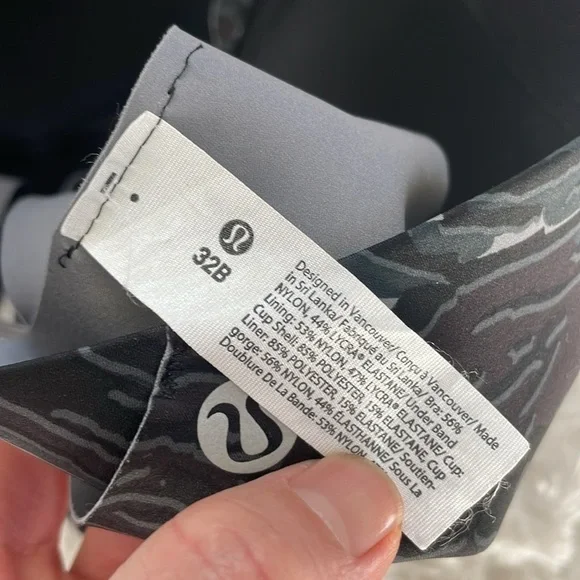 32B
Designed in Vancouver/ Conçu à Vancouver/ Made
in Sri Lanka/ Fabriqué au Sri Lanka/ Bra: 56%
NYLON, 44% LYCRA® ELASTANE/ Under Band
Lining: 53% NYLON, 47% LYCRA® ELASTANE/ Cup:
Cup Shell: 85% POLYESTER, 15% ELASTANE, Cup
Liner: 85% POLYESTER, 15% ELASTANE/ Soutien-
gorge: 56% NYLON, 44% ÉLASTHANNE/ Sous La
Doublure De La Bande: 53% NYLON,